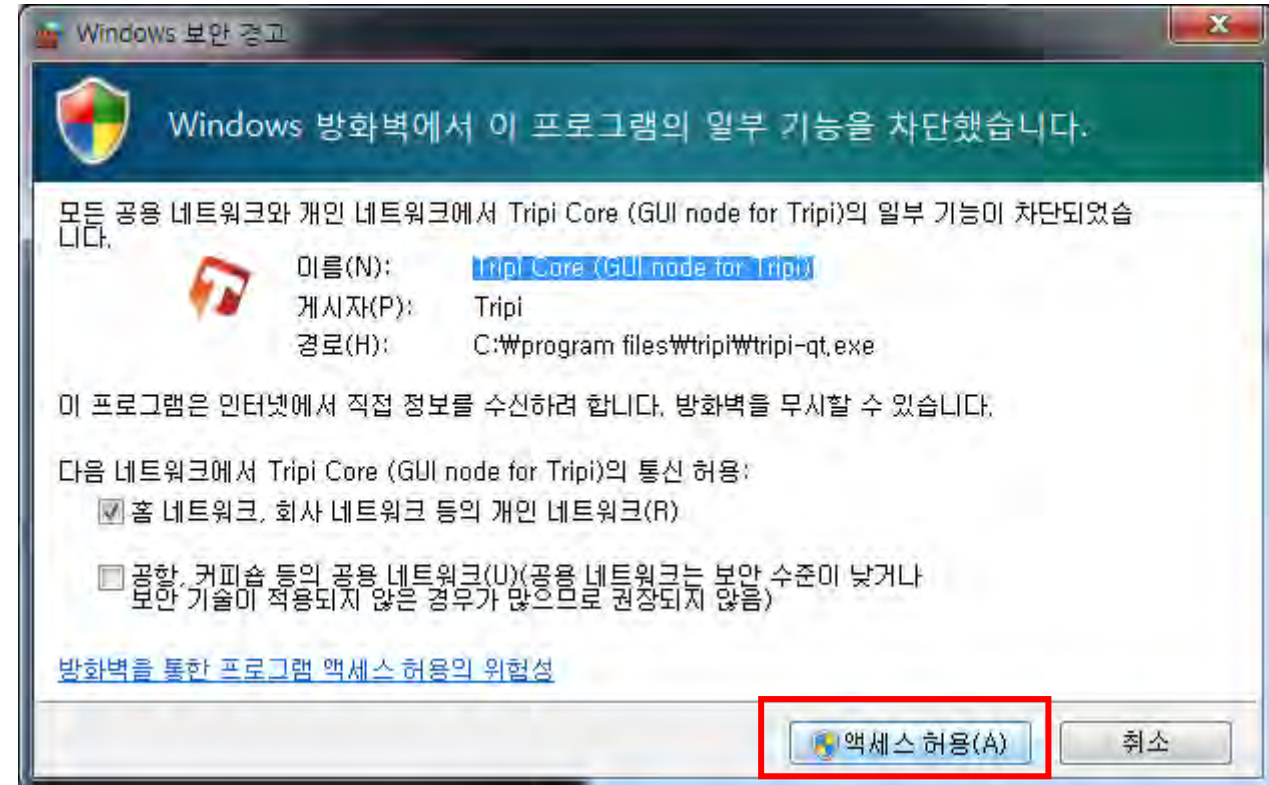 Windows 보안 경고
Windows 방화벽에서 이 프로그램의 일부 기능을 차단했습니다.
모든 공용 네트워크와 개인 네트워크에서 Tripi Core (GUI node for Tripi)의 일부 기능이 차단되었습
니다.
이름(N): Tripi Core (GUI node for Tripi)
게시자(P): Tripi
경로(H): C:₩program files₩tripi₩tripi-qt.exe
이 프로그램은 인터넷에서 직접 정보를 수신하려 합니다. 방화벽을 무시할 수 있습니다.
다음 네트워크에서 Tripi Core (GUI node for Tripi)의 통신 허용:
홈 네트워크, 회사 네트워크 등의 개인 네트워크(R)
공항, 커피숍 등의 공용 네트워크(U)(공용 네트워크는 보안 수준이 낮거나
보안 기술이 적용되지 않은 경우가 많으므로 권장되지 않음)
방화벽을 통한 프로그램 액세스 허용의 위험성
액세스 허용(A) 취소